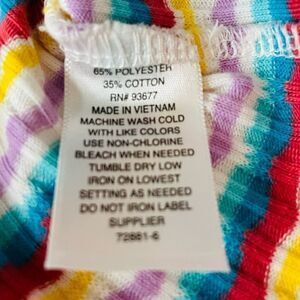 65% POLYESTER
35% COTTON
RN# 93677
MADE IN VIETNAM
MACHINE WASH COLD
WITH LIKE COLORS
USE NON-CHLORINE
BLEACH WHEN NEEDED
TUMBLE DRY LOW
IRON ON LOWEST
SETTING AS NEEDED
DO NOT IRON LABEL
SUPPLIER
72661-6